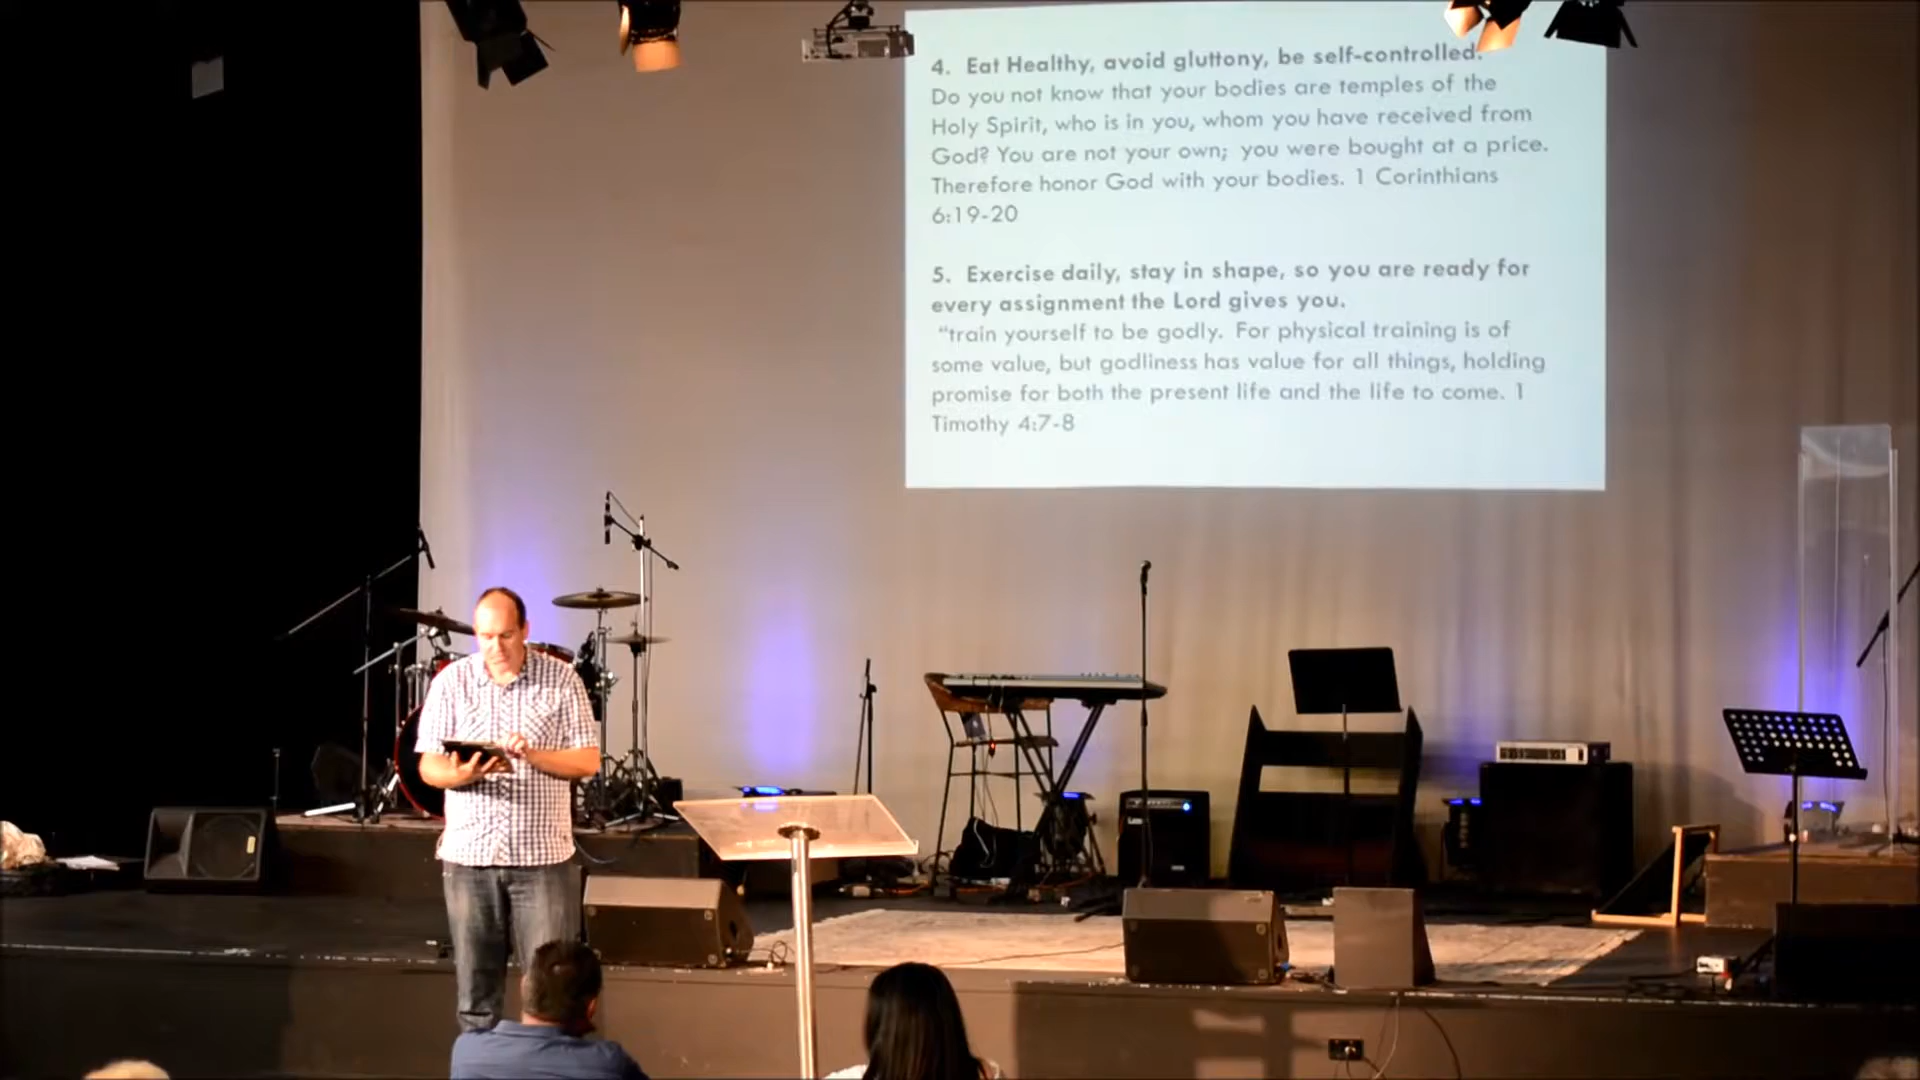 4. Eat Healthy, avoid gluttony, be self-controlled.
Do you not know that your bodies are temples of the
Holy Spirit, who is in you, whom you have received from
God? You are not your own; you were bought at a price.
Therefore honor God with your bodies. 1 Corinthians
6:19-20
5. Exercise daily, stay in shape, so you are ready for
every assignment the Lord gives you.
“train yourself to be godly. For physical training is of
some value, but godliness has value for all things, holding
promise for both the present life and the life to come. 1
Timothy 4:7-8